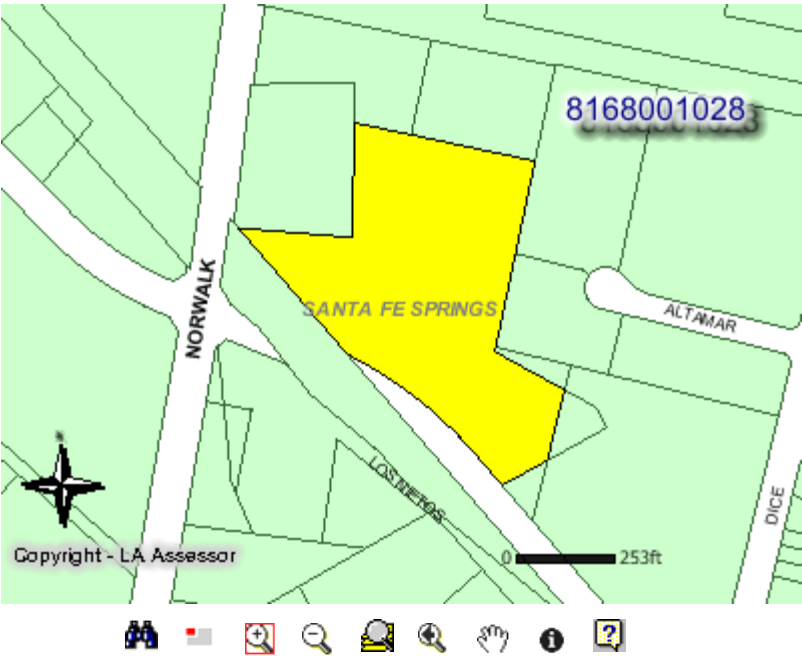 8168001028
NORWALK
SANTA FE SPRINGS
ALTAMAR
LOS NIETOS
DICE
N
Copyright - LA Assessor
0 253ft